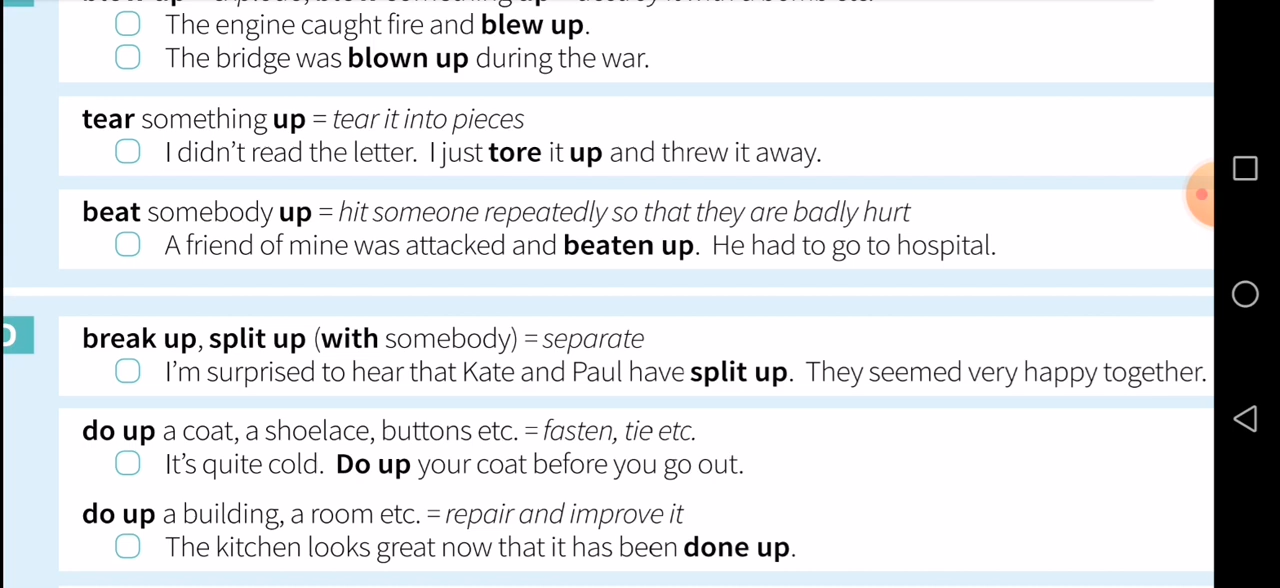 The engine caught fire and blew up.
The bridge was blown up during the war.
tear something up = tear it into pieces
I didn't read the letter. I just tore it up and threw it away.
beat somebody up = hit someone repeatedly so that they are badly hurt
A friend of mine was attacked and beaten up. He had to go to hospital.
D
break up, split up (with somebody) = separate
I'm surprised to hear that Kate and Paul have split up. They seemed very happy together.
do up a coat, a shoelace, buttons etc. = fasten, tie etc.
It's quite cold. Do up your coat before you go out.
do up a building, a room etc. = repair and improve it
The kitchen looks great now that it has been done up.